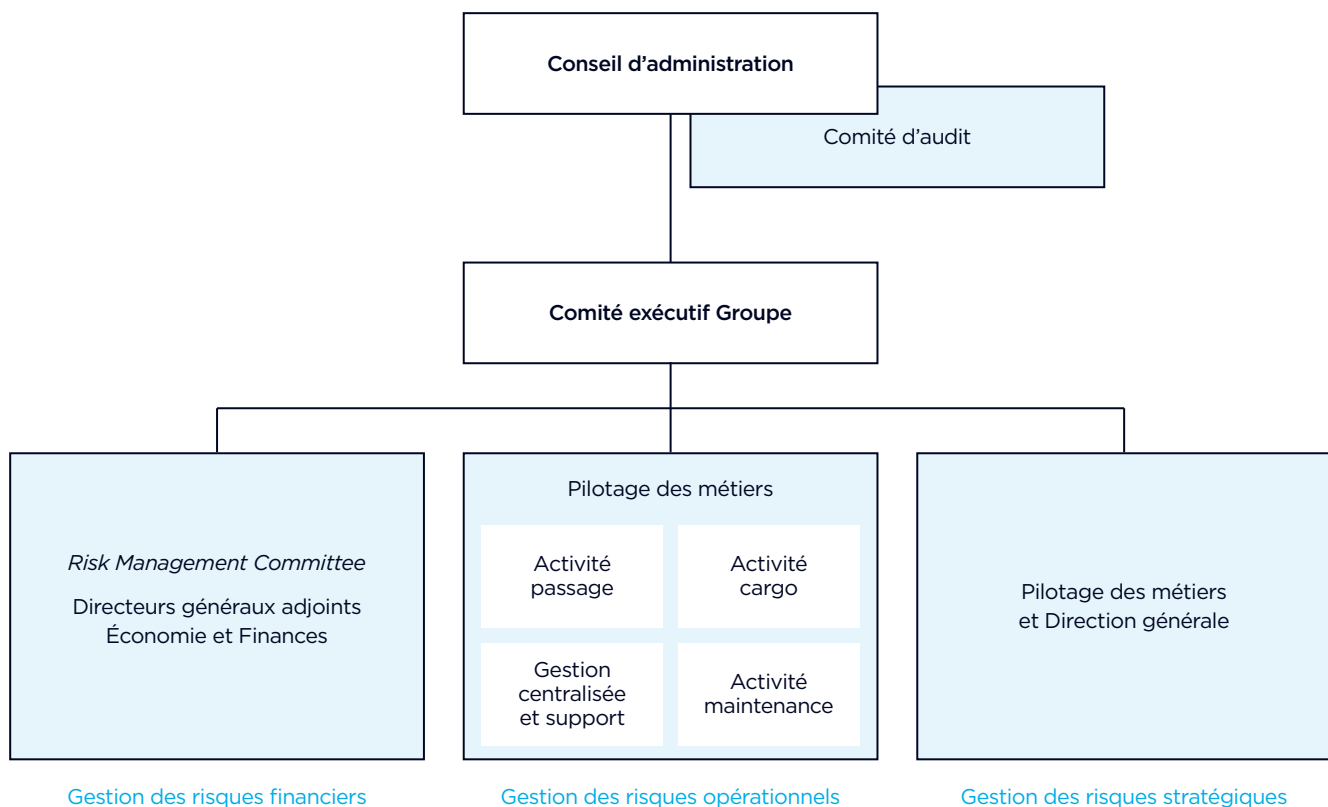 Conseil d’administration
Comité d’audit
Comité exécutif Groupe
Risk Management Committee
Directeurs généraux adjoints
Économie et Finances
Pilotage des métiers
Activité
passage
Activité
cargo
Gestion
centralisée
et support
Activité
maintenance
Pilotage des métiers
et Direction générale
Gestion des risques financiers
Gestion des risques opérationnels
Gestion des risques stratégiques